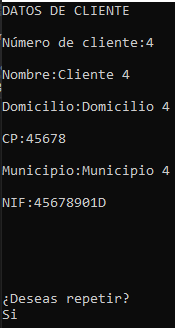 DATOS DE CLIENTE
Número de cliente:4
Nombre:Cliente 4
Domicilio:Domicilio 4
CP:45678
Municipio:Municipio 4
NIF:45678901D
¿Deseas repetir?
Si